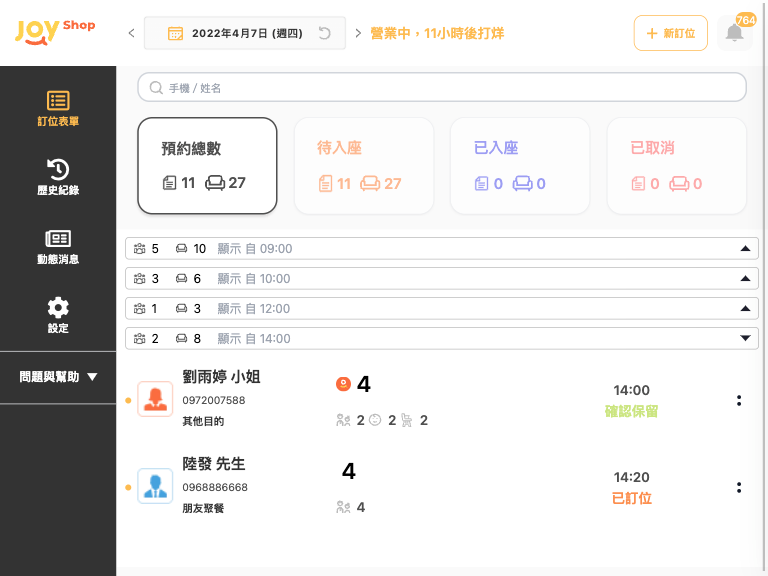 JOY Shop
2022年4月7日 (週四)
營業中，11小時後打烊
新訂位
764
訂位表單
歷史紀錄
動態消息
設定
問題與幫助
手機 / 姓名
預約總數
11 27
待入座
11 27
已入座
0 0
已取消
0 0
5 10 顯示 自 09:00
3 6 顯示 自 10:00
1 3 顯示 自 12:00
2 8 顯示 自 14:00
劉雨婷 小姐
0972007588
其他目的
4
2 2 2
14:00
確認保留
陸發 先生
0968886668
朋友聚餐
4
4
14:20
已訂位